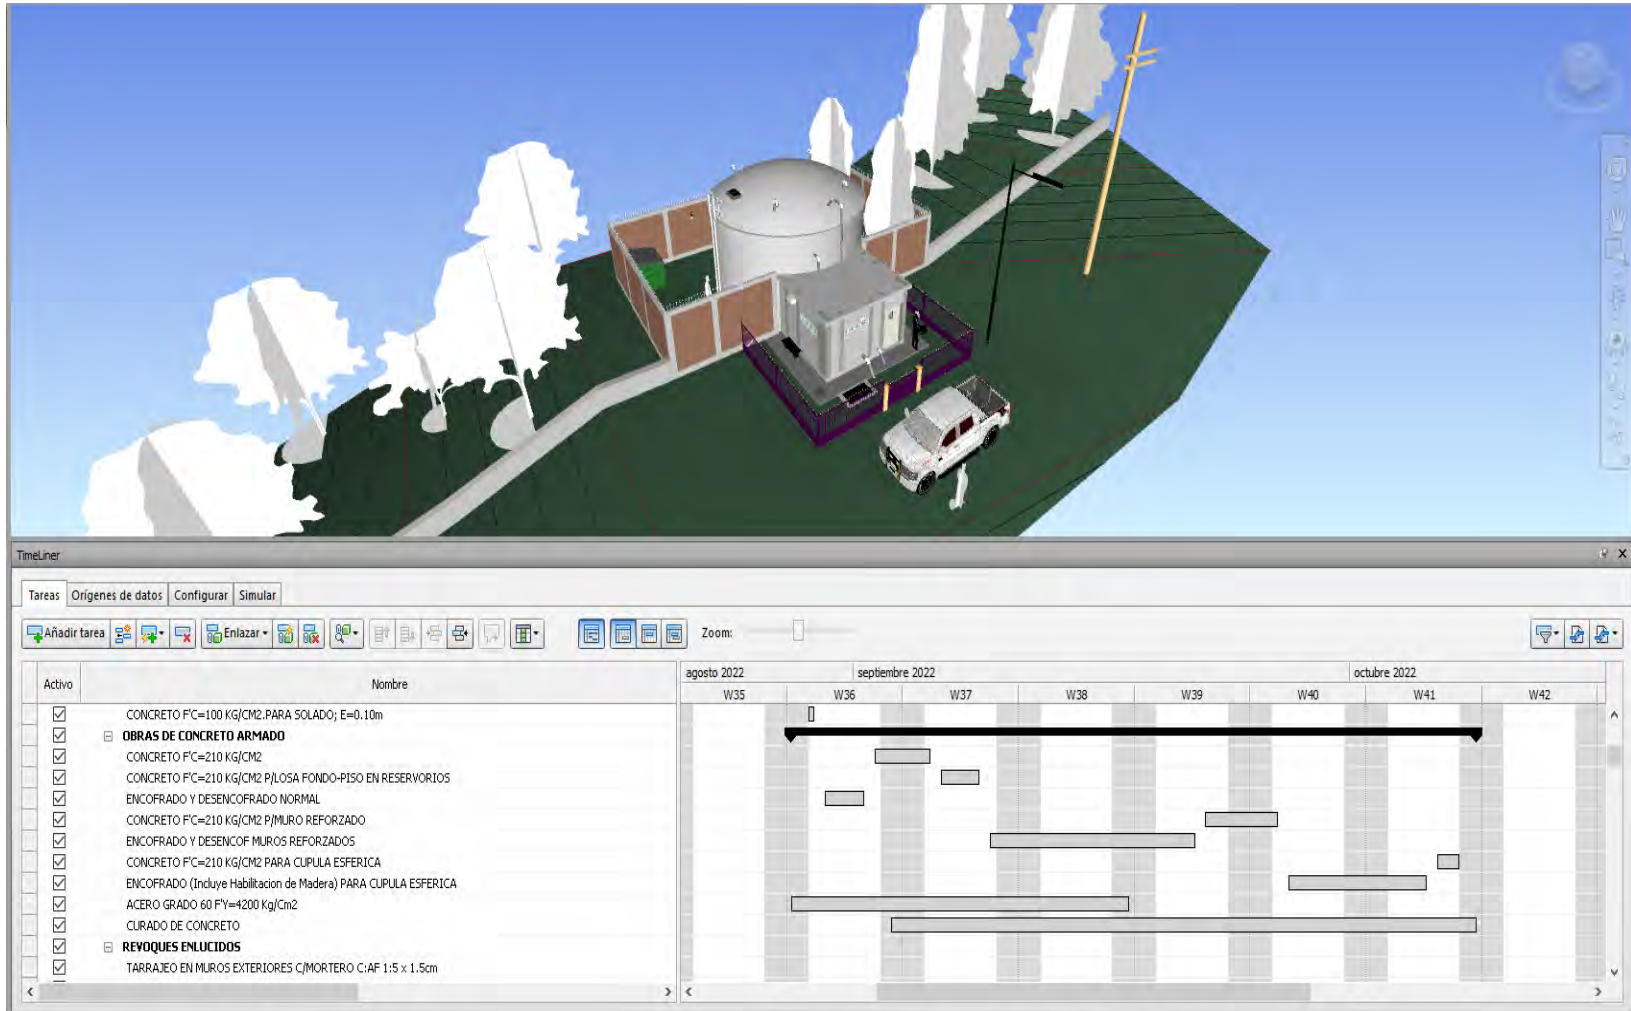 TimeLiner
Tareas Orígenes de datos Configurar Simular
Añadir tarea Enlazar Zoom:
Activo Nombre
agosto 2022 septiembre 2022 octubre 2022
W35 W36 W37 W38 W39 W40 W41 W42
CONCRETO F'C=100 KG/CM2.PARA SOLADO; E=0.10m
OBRAS DE CONCRETO ARMADO
CONCRETO F'C=210 KG/CM2
CONCRETO F'C=210 KG/CM2 P/LOSA FONDO-PISO EN RESERVORIOS
ENCOFRADO Y DESENCOFRADO NORMAL
CONCRETO F'C=210 KG/CM2 P/MURO REFORZADO
ENCOFRADO Y DESENCOF MUROS REFORZADOS
CONCRETO F'C=210 KG/CM2 PARA CUPULA ESFERICA
ENCOFRADO (Incluye Habilitacion de Madera) PARA CUPULA ESFERICA
ACERO GRADO 60 F'Y=4200 Kg/Cm2
CURADO DE CONCRETO
REVOQUES ENLUCIDOS
TARRAJEO EN MUROS EXTERIORES C/MORTERO C:AF 1:5 x 1.5cm